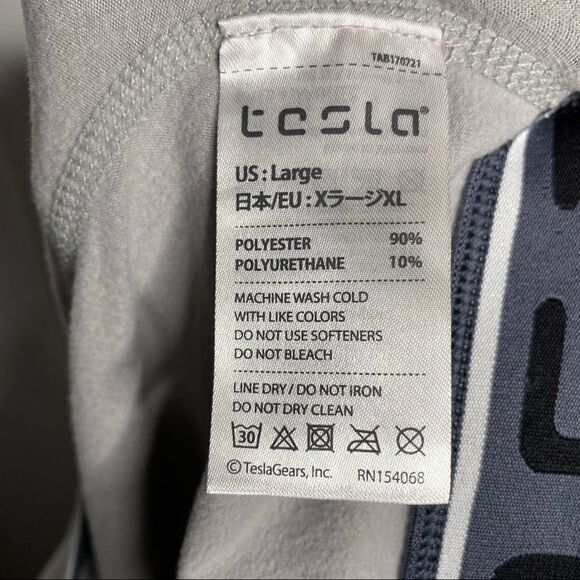 TAB170721
tesla®
US : Large
日本/EU : XラージXL
POLYESTER 90%
POLYURETHANE 10%
MACHINE WASH COLD
WITH LIKE COLORS
DO NOT USE SOFTENERS
DO NOT BLEACH
LINE DRY / DO NOT IRON
DO NOT DRY CLEAN
30
© TeslaGears, Inc. RN154068